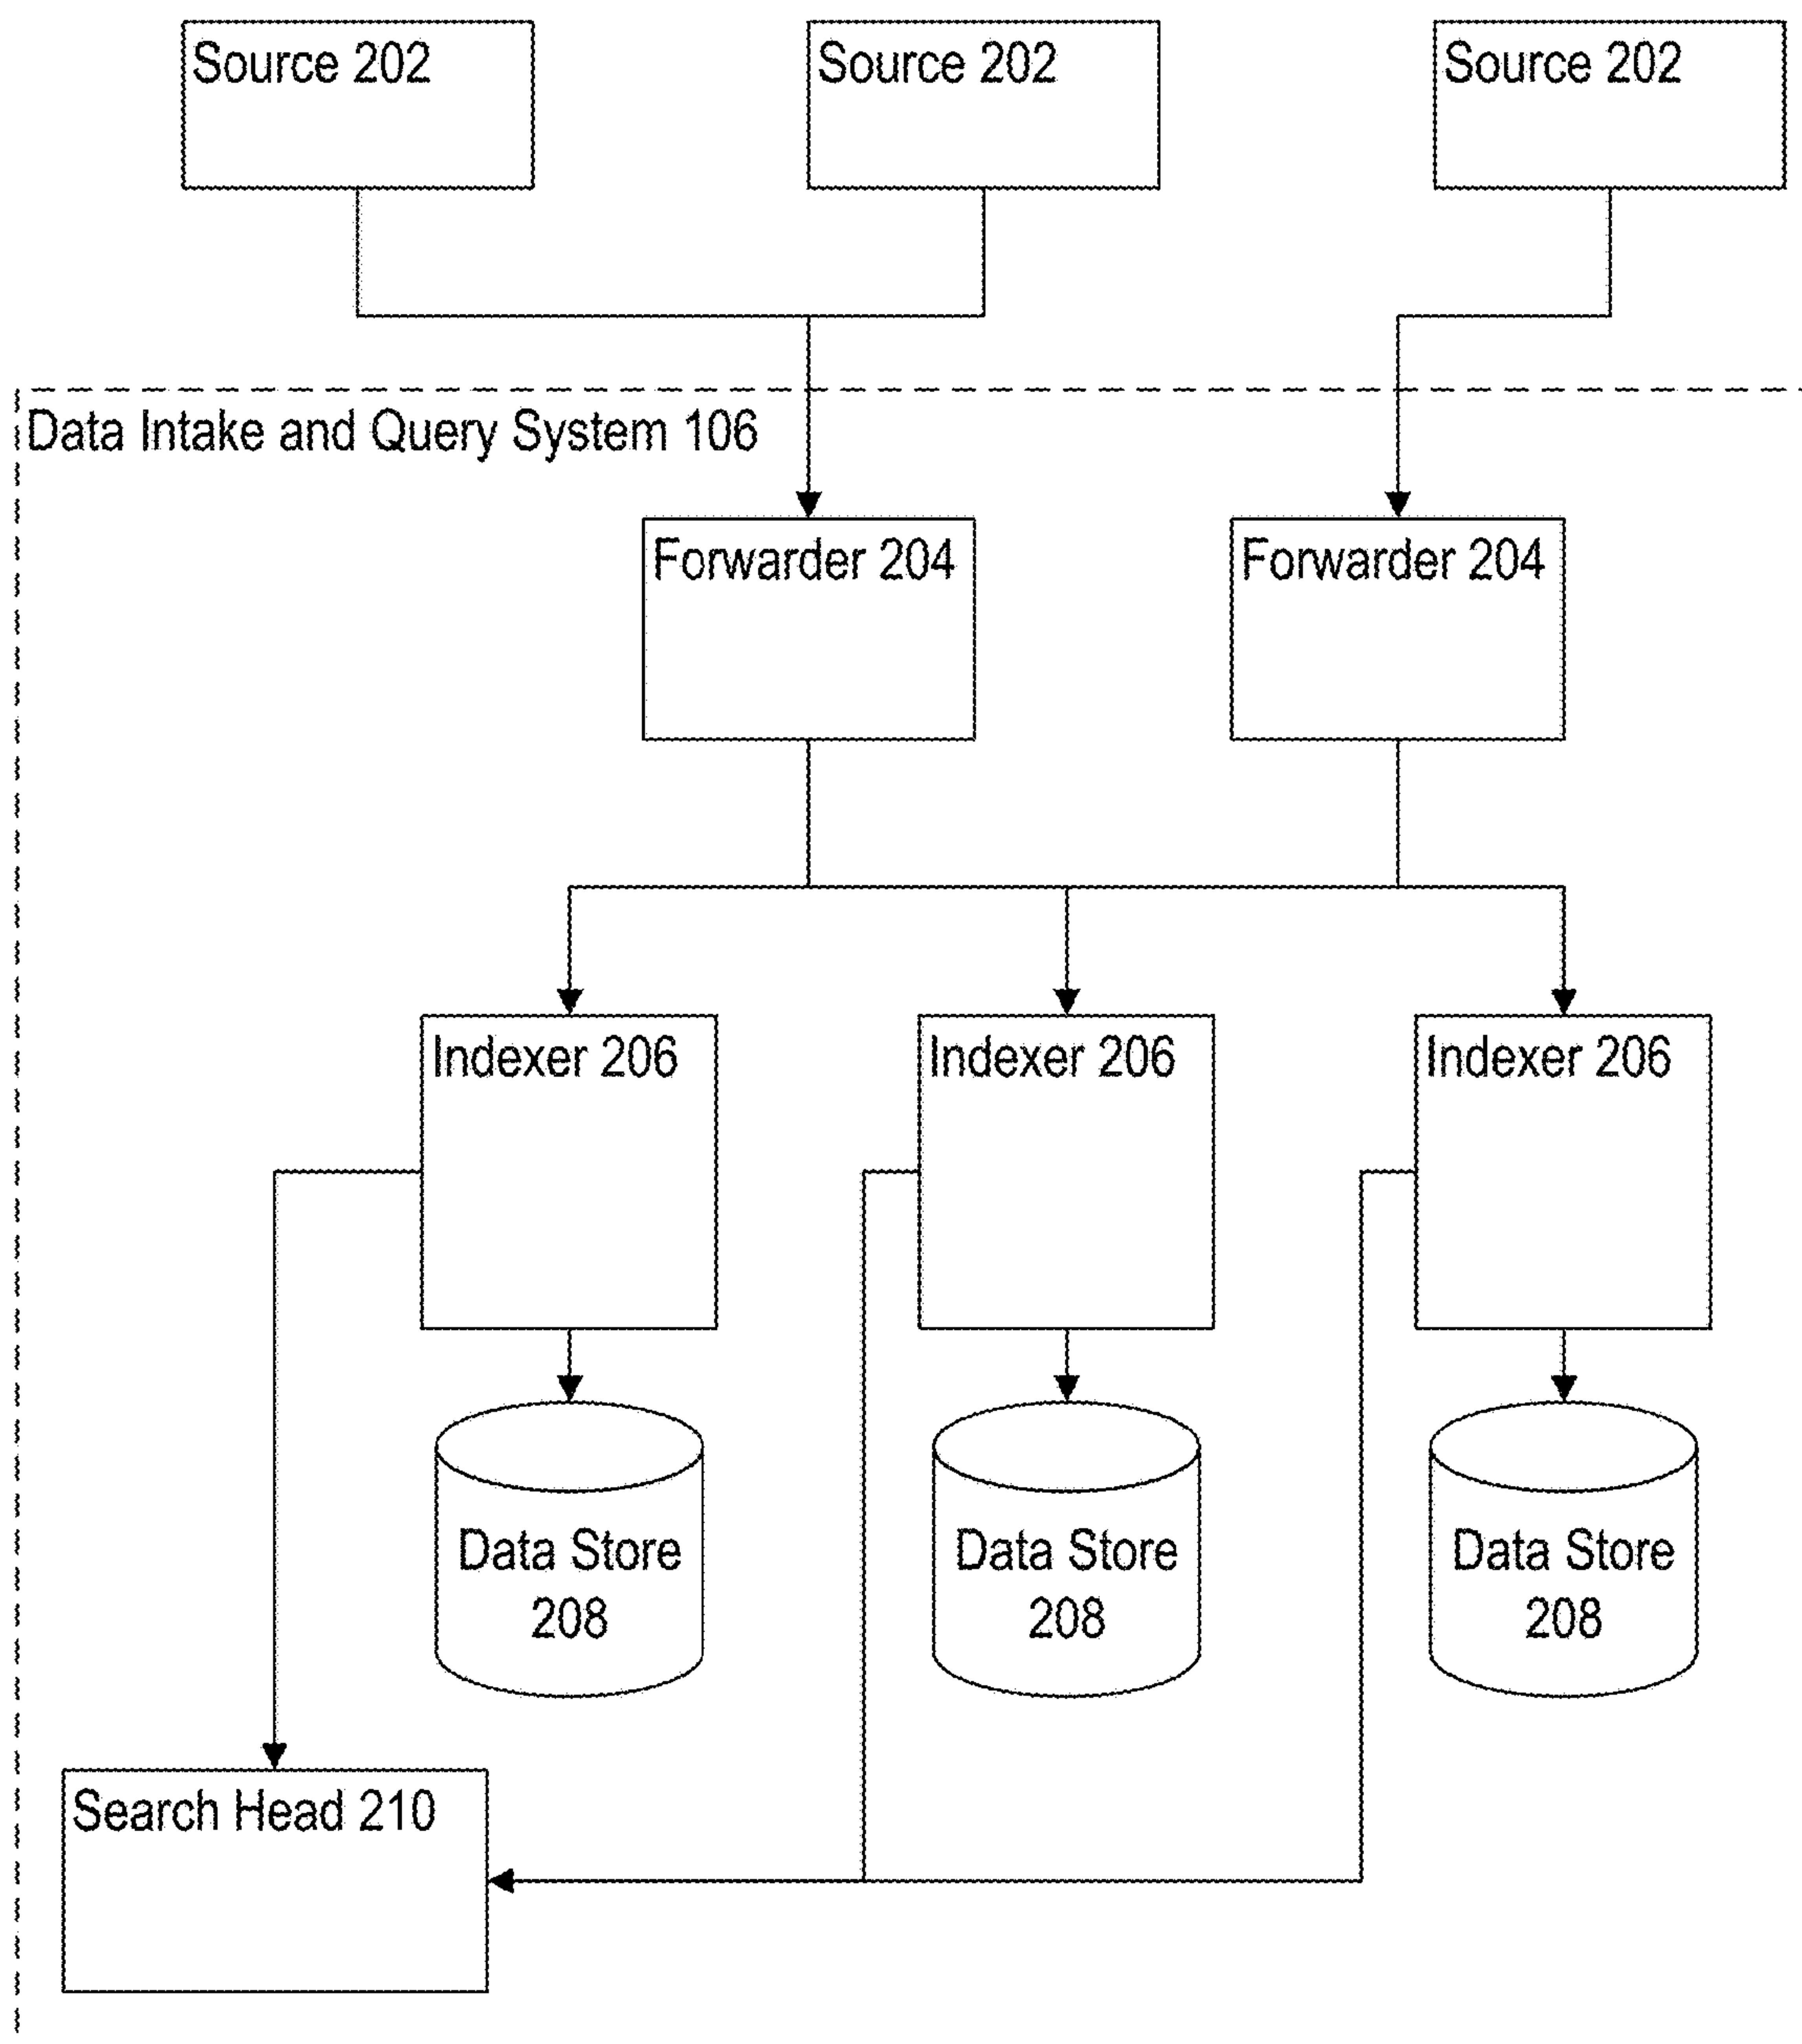 Source 202
Source 202
Source 202
Data Intake and Query System 106
Forwarder 204
Forwarder 204
Indexer 206
Indexer 206
Indexer 206
Data Store
208
Data Store
208
Data Store
208
Search Head 210